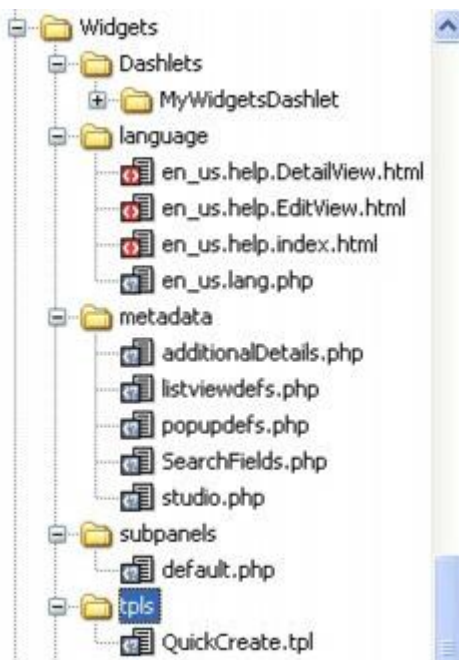 Widgets
Dashlets
MyWidgetsDashlet
language
en_us.help.DetailView.html
en_us.help.EditView.html
en_us.help.index.html
en_us.lang.php
metadata
additionalDetails.php
listviewdefs.php
popupdefs.php
SearchFields.php
studio.php
subpanels
default.php
tpls
QuickCreate.tpl